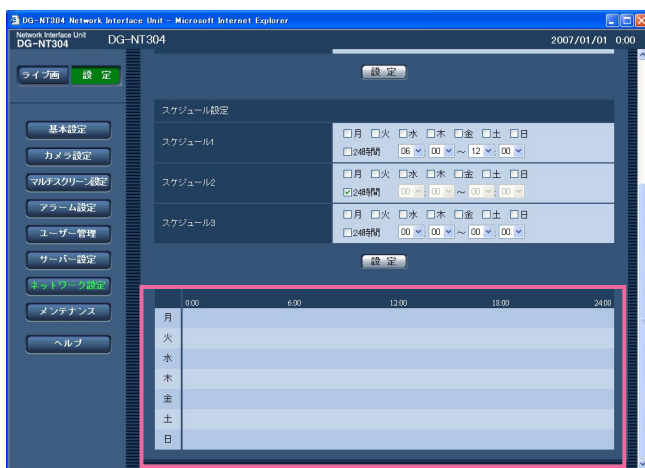 DG-NT304 Network Interface Unit - Microsoft Internet Explorer
Network Interface Unit
DG-NT304
DG-NT304
2007/01/01 0:00
ライブ画 設 定
設 定
スケジュール設定
基本設定
カメラ設定
マルチスクリーン設定
アラーム設定
ユーザー管理
サーバー設定
ネットワーク設定
メンテナンス
ヘルプ
スケジュール1
□月 □火 □水 □木 □金 □土 □日
□24時間 06 : 00 ~ 12 : 00
スケジュール2
□月 □火 □水 □木 □金 □土 □日
☑24時間 00 : 00 ~ 00 : 00
スケジュール3
□月 □火 □水 □木 □金 □土 □日
□24時間 00 : 00 ~ 00 : 00
設 定
0:00 6:00 12:00 18:00 24:00
月
火
水
木
金
土
日